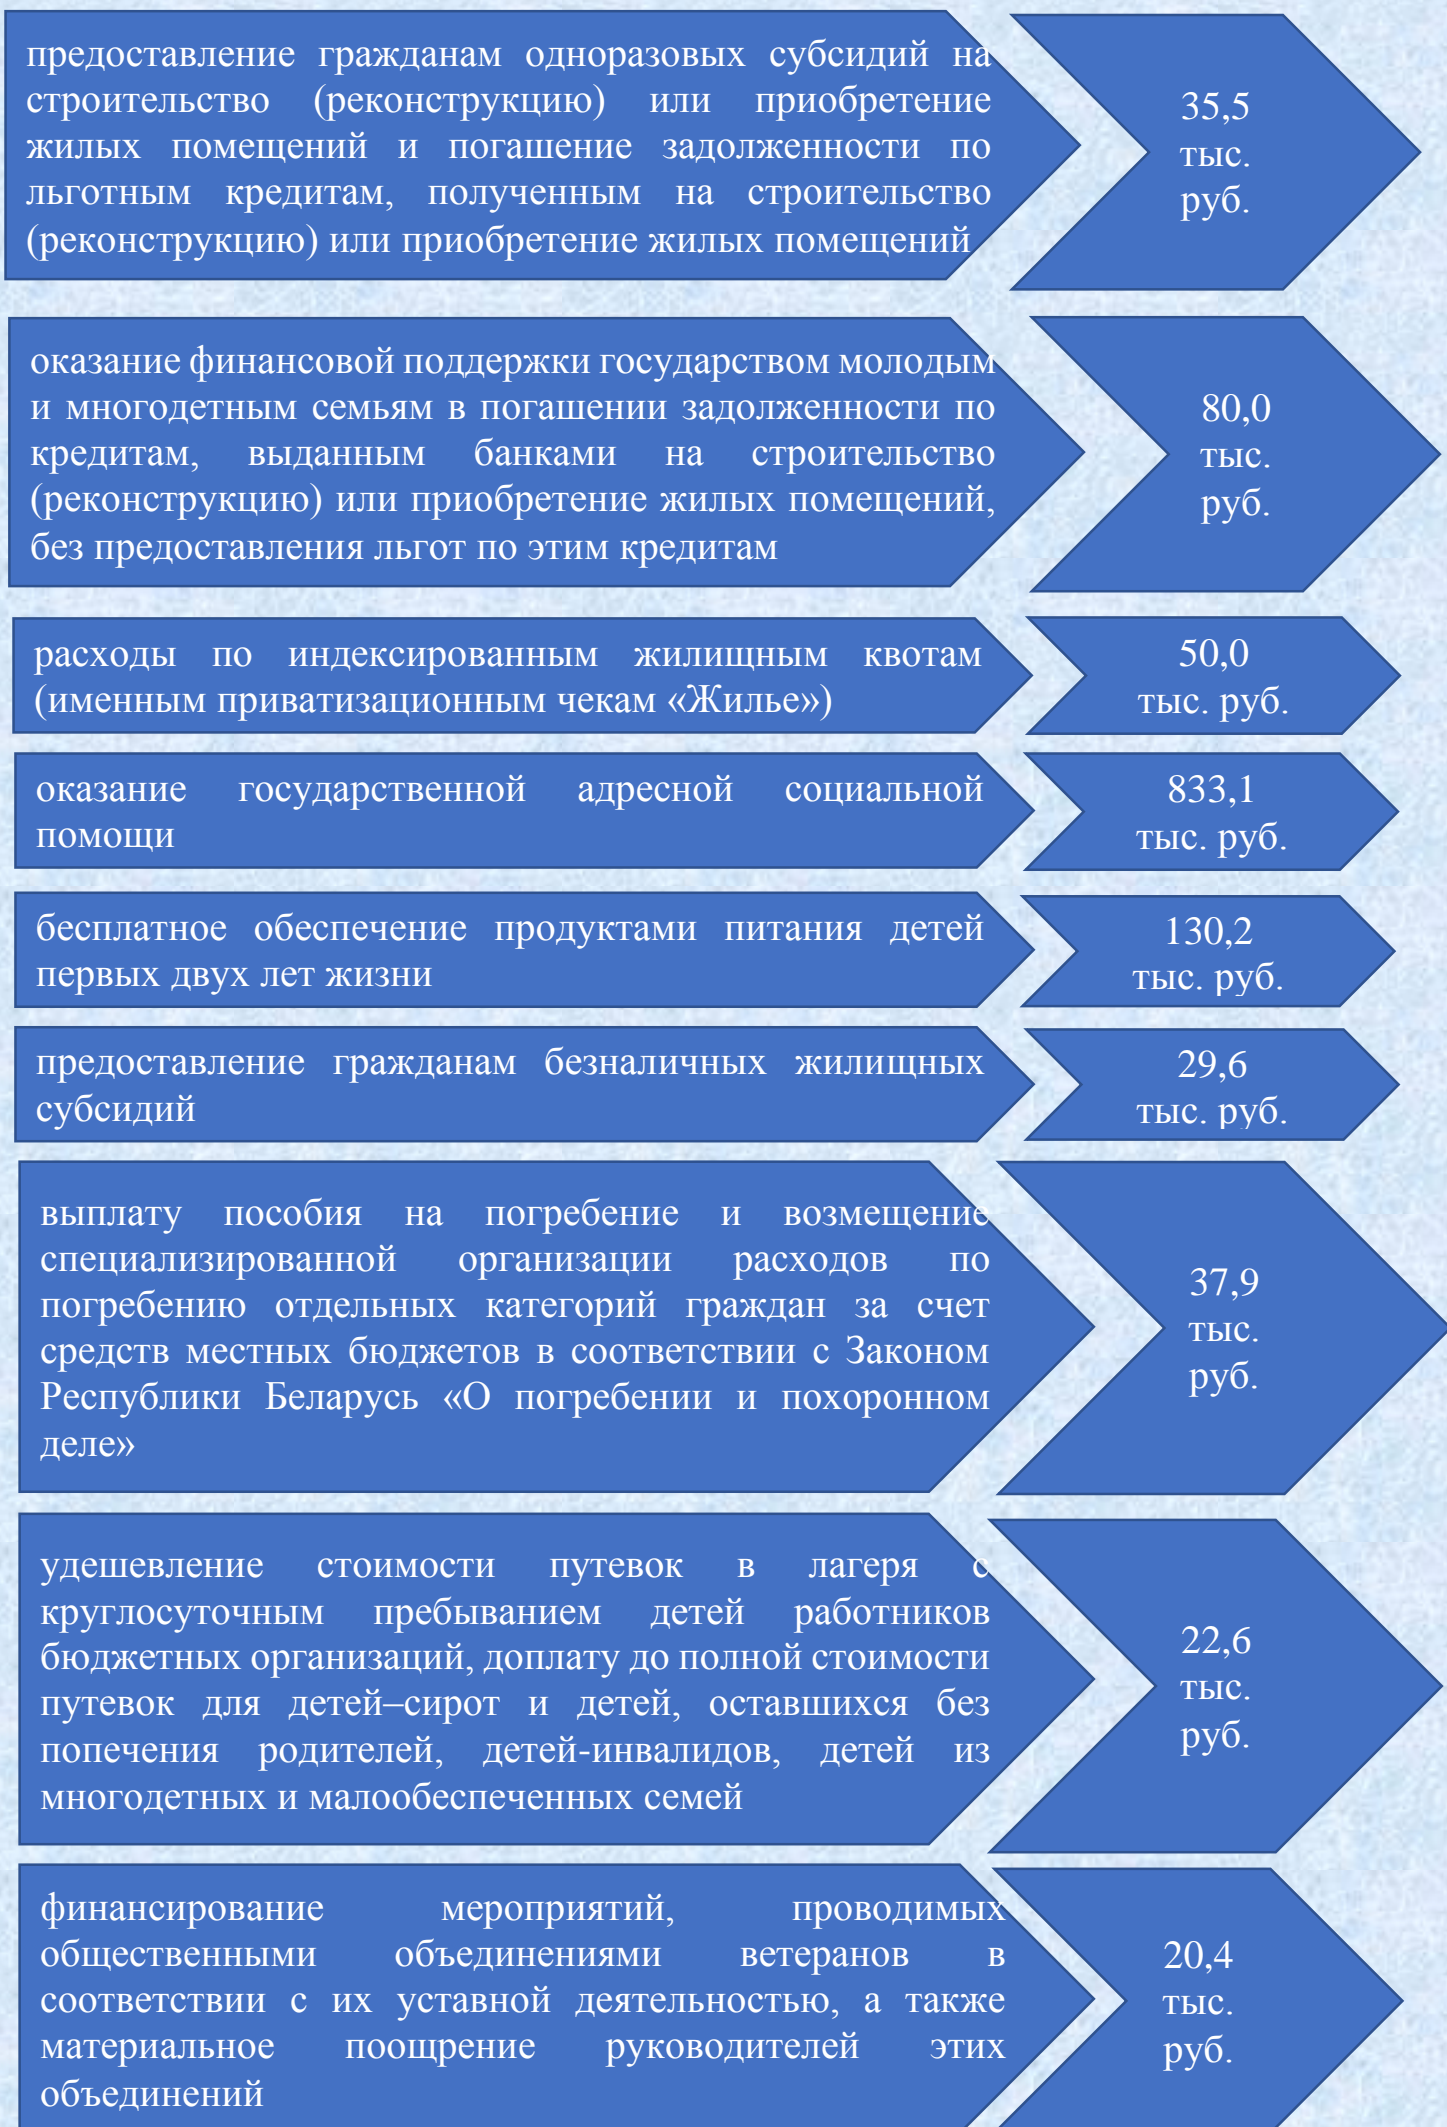 предоставление гражданам одноразовых субсидий на
строительство (реконструкцию) или приобретение
жилых помещений и погашение задолженности по
льготным кредитам, полученным на строительство
(реконструкцию) или приобретение жилых помещений
35,5
тыс.
руб.
оказание финансовой поддержки государством молодым
и многодетным семьям в погашении задолженности по
кредитам, выданным банками на строительство
(реконструкцию) или приобретение жилых помещений,
без предоставления льгот по этим кредитам
80,0
тыс.
руб.
расходы по индексированным жилищным квотам
(именным приватизационным чекам «Жилье»)
50,0
тыс. руб.
оказание государственной адресной социальной
помощи
833,1
тыс. руб.
бесплатное обеспечение продуктами питания детей
первых двух лет жизни
130,2
тыс. руб.
предоставление гражданам безналичных жилищных
субсидий
29,6
тыс. руб.
выплату пособия на погребение и возмещение
специализированной организации расходов по
погребению отдельных категорий граждан за счет
средств местных бюджетов в соответствии с Законом
Республики Беларусь «О погребении и похоронном
деле»
37,9
тыс.
руб.
удешевление стоимости путевок в лагеря с
круглосуточным пребыванием детей работников
бюджетных организаций, доплату до полной стоимости
путевок для детей–сирот и детей, оставшихся без
попечения родителей, детей-инвалидов, детей из
многодетных и малообеспеченных семей
22,6
тыс.
руб.
финансирование мероприятий, проводимых
общественными объединениями ветеранов в
соответствии с их уставной деятельностью, а также
материальное поощрение руководителей этих
объединений
20,4
тыс.
руб.